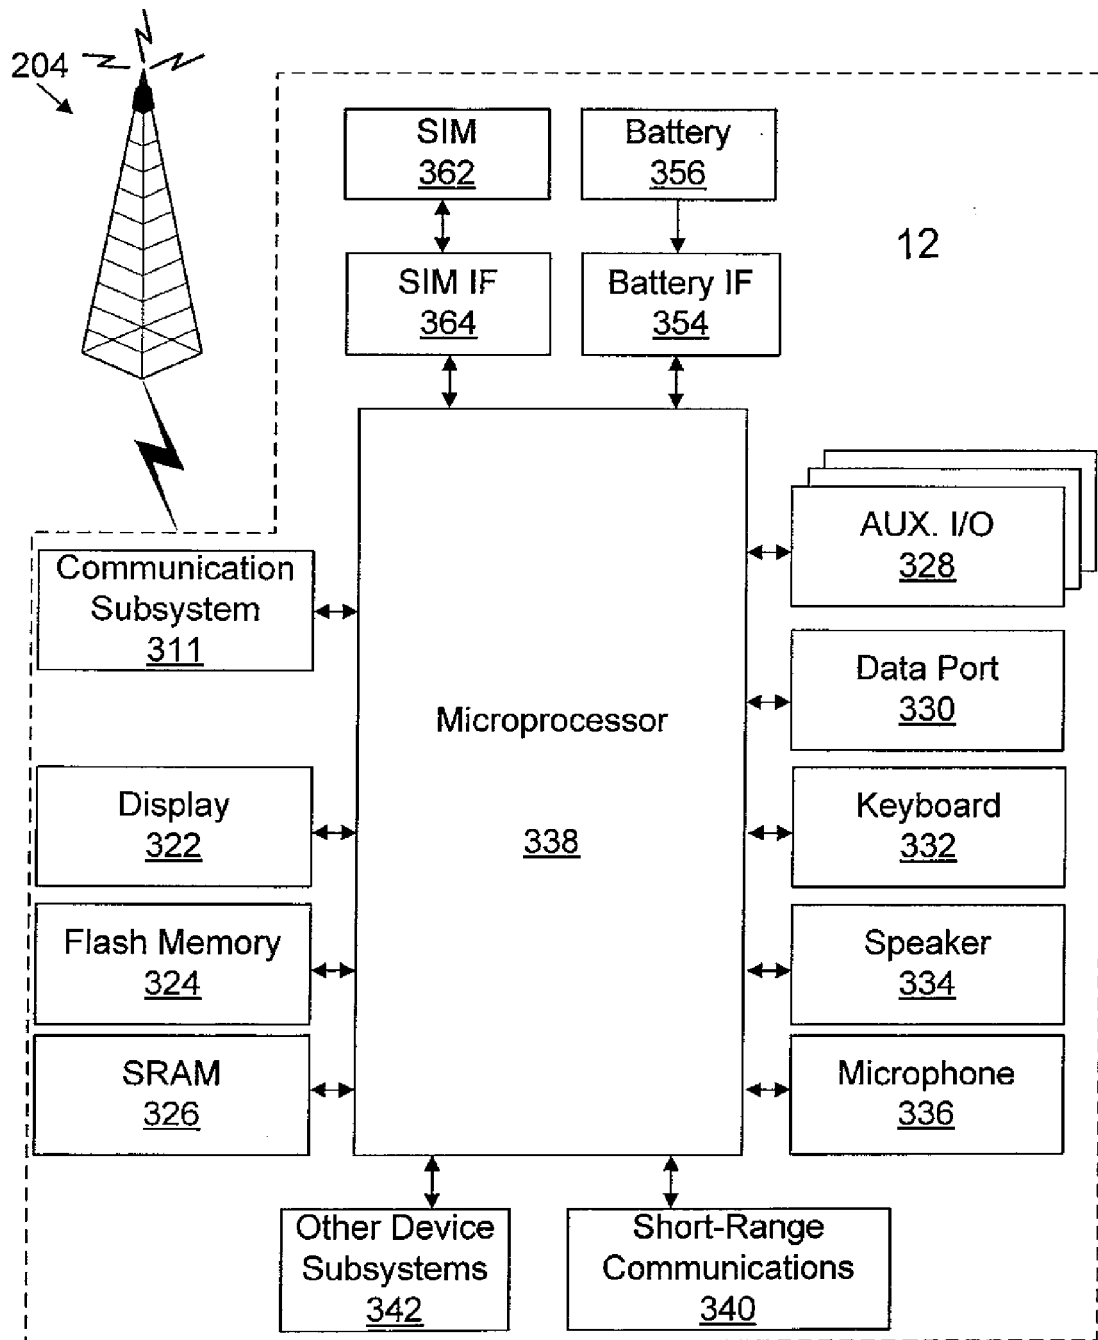 204
SIM
362
Battery
356
12
SIM IF
364
Battery IF
354
AUX. I/O
328
Communication
Subsystem
311
Data Port
330
Microprocessor
338
Display
322
Keyboard
332
Flash Memory
324
Speaker
334
SRAM
326
Microphone
336
Other Device
Subsystems
342
Short-Range
Communications
340